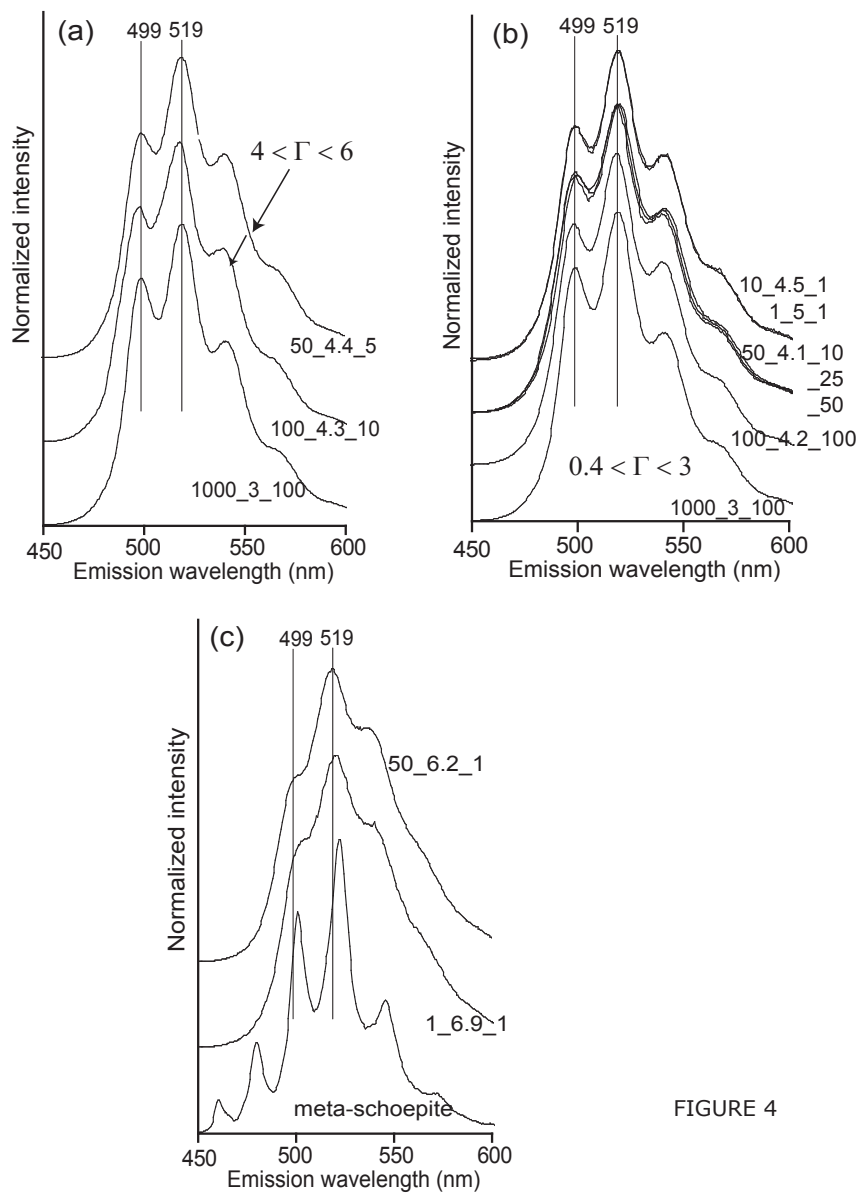 (a)
499 519
Normalized intensity
4 < Γ < 6
50_4.4_5
100_4.3_10
1000_3_100
450 500 550 600
Emission wavelength (nm)
(b)
499 519
Normalized intensity
10_4.5_1
1_5_1
50_4.1_10
_25
_50
100_4.2_100
0.4 < Γ < 3
1000_3_100
450 500 550 600
Emission wavelength (nm)
(c)
499 519
Normalized intensity
50_6.2_1
1_6.9_1
meta-schoepite
450 500 550 600
Emission wavelength (nm)
FIGURE 4